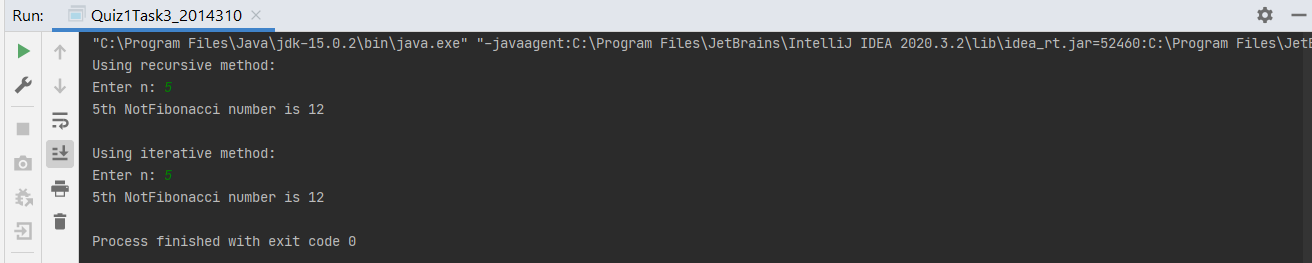 Run: Quiz1Task3_2014310
"C:\Program Files\Java\jdk-15.0.2\bin\java.exe" "-javaagent:C:\Program Files\JetBrains\IntelliJ IDEA 2020.3.2\lib\idea_rt.jar=52460:C:\Program Files\JetB
Using recursive method:
Enter n: 5
5th NotFibonacci number is 12
Using iterative method:
Enter n: 5
5th NotFibonacci number is 12
Process finished with exit code 0